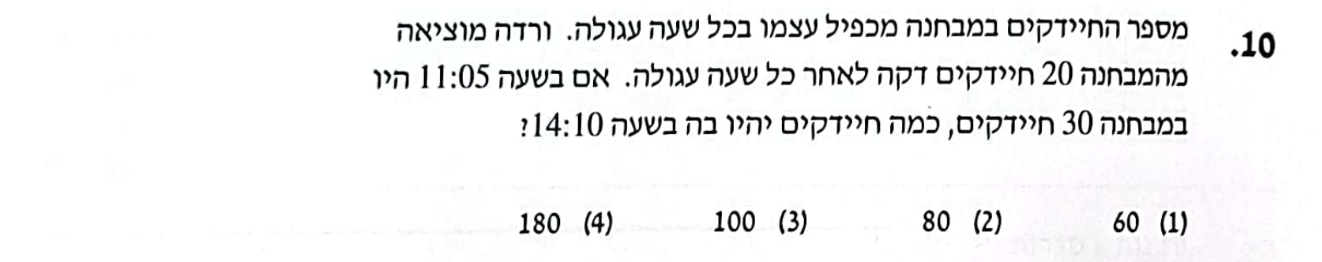 10. מספר החיידקים במבחנה מכפיל עצמו בכל שעה עגולה. ורדה מוציאה
מהמבחנה 20 חיידקים דקה לאחר כל שעה עגולה. אם בשעה 11:05 היו
במבחנה 30 חיידקים, כמה חיידקים יהיו בה בשעה 14:10?
(1) 60 (2) 80 (3) 100 (4) 180